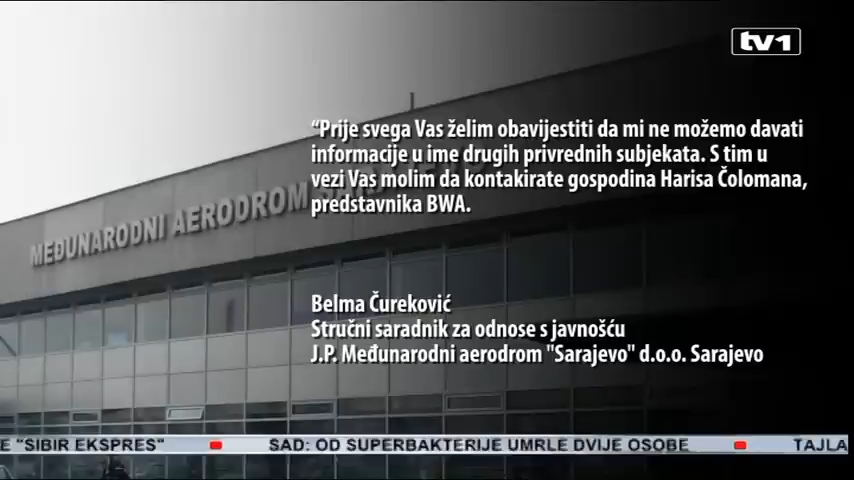 tv1
"Prije svega Vas želim obavijestiti da mi ne možemo davati
informacije u ime drugih privrednih subjekata. S tim u
vezi Vas molim da kontakirate gospodina Harisa Čolomana,
predstavnika BWA.
MEĐUNARODNI AERODROM
Belma Čureković
Stručni saradnik za odnose s javnošću
J.P. Međunarodni aerodrom "Sarajevo" d.o.o. Sarajevo
E "SIBIR EKSPRES" SAD: OD SUPERBAKTERIJE UMRLE DVIJE OSOBE TAJLA